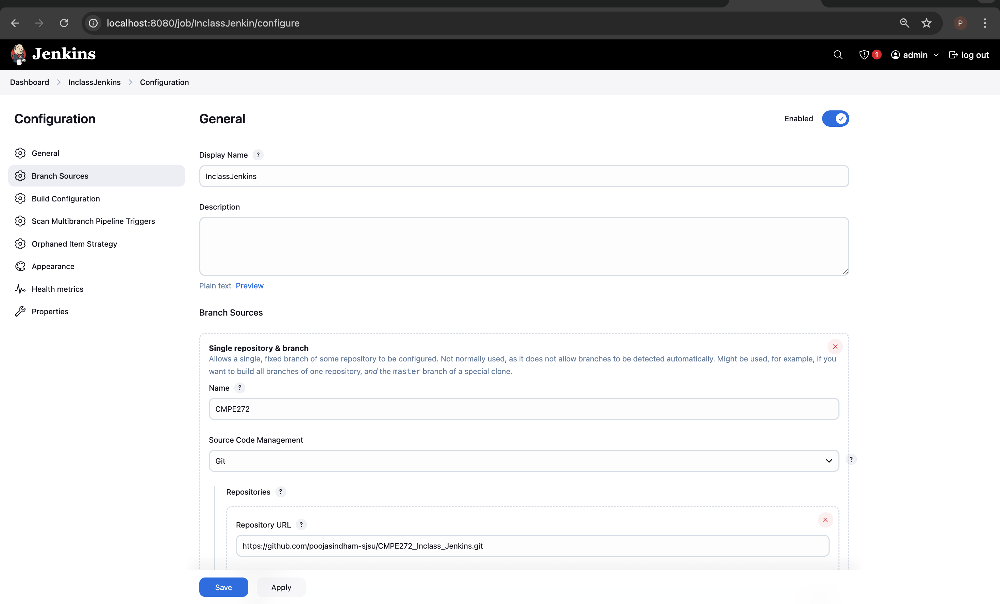 localhost:8080/job/InclassJenkin/configure
P
Jenkins
1
admin
log out
Dashboard
InclassJenkins
Configuration
Configuration
General
Branch Sources
Build Configuration
Scan Multibranch Pipeline Triggers
Orphaned Item Strategy
Appearance
Health metrics
Properties
General
Enabled
Display Name ?
InclassJenkins
Description
Plain text Preview
Branch Sources
Single repository & branch
Allows a single, fixed branch of some repository to be configured. Not normally used, as it does not allow branches to be detected automatically. Might be used, for example, if you
want to build all branches of one repository, and the master branch of a special clone.
Name ?
CMPE272
Source Code Management
Git
?
Repositories ?
Repository URL ?
https://github.com/poojasindham-sjsu/CMPE272_Inclass_Jenkins.git
Save
Apply